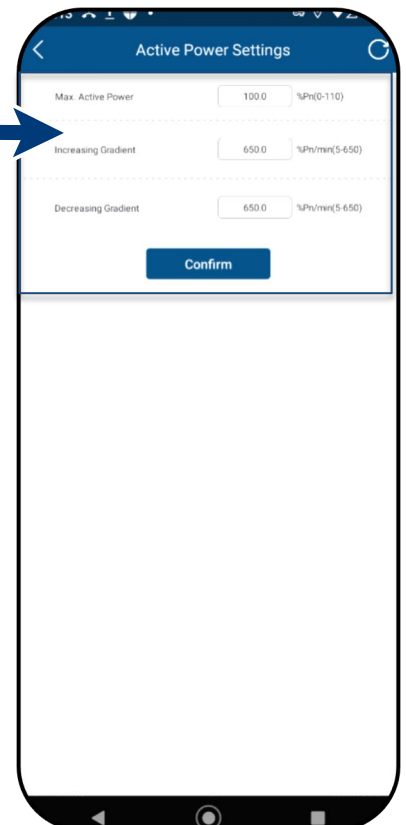 Active Power Settings
Max. Active Power 100.0 %Pn(0-110)
Increasing Gradient 650.0 %Pn/min(5-650)
Decreasing Gradient 650.0 %Pn/min(5-650)
Confirm